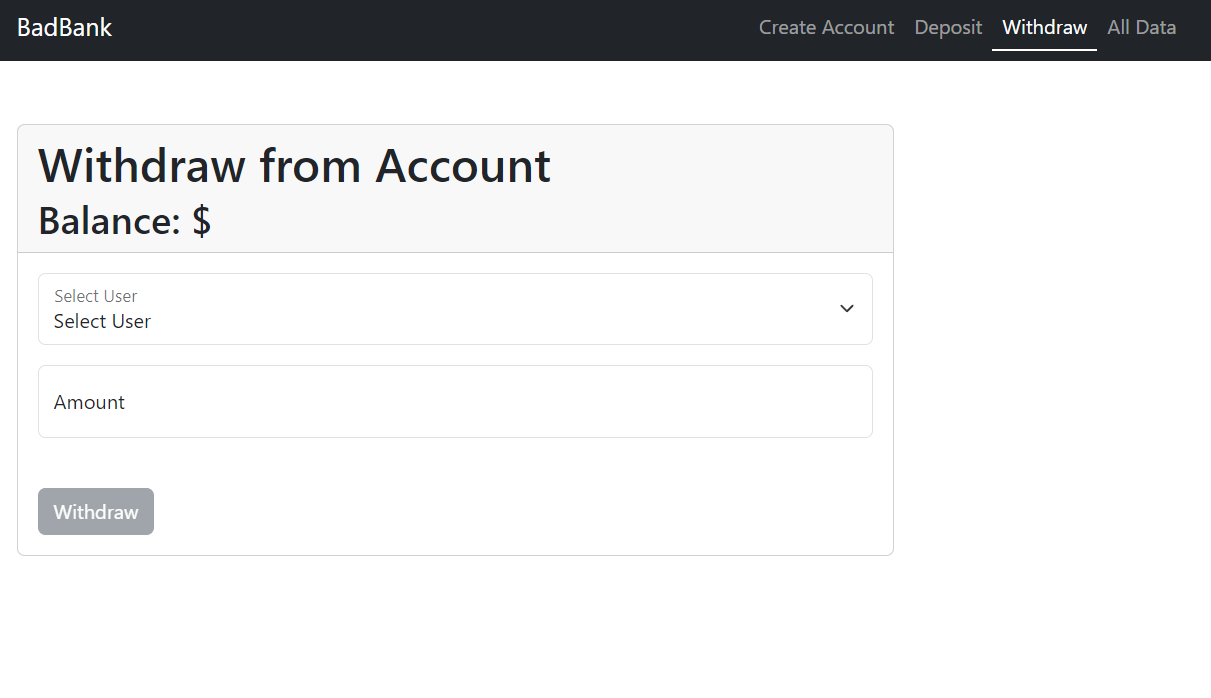 BadBank
Create Account Deposit Withdraw All Data
Withdraw from Account
Balance: $
Select User
Select User
Amount
Withdraw